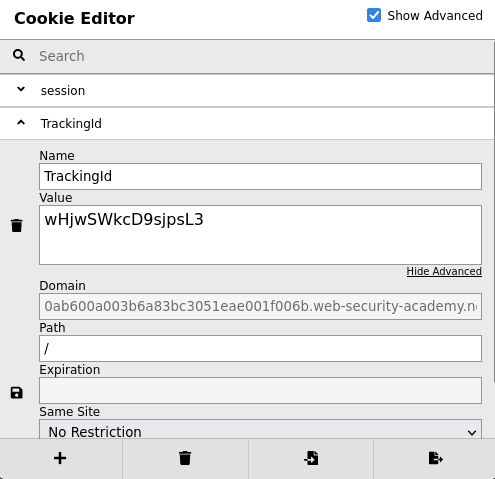 Cookie Editor
Show Advanced
Search
session
TrackingId
Name
TrackingId
Value
wHjwSWkcD9sjpsL3
Hide Advanced
Domain
0ab600a003b6a83bc3051eae001f006b.web-security-academy.n
Path
/
Expiration
Same Site
No Restriction